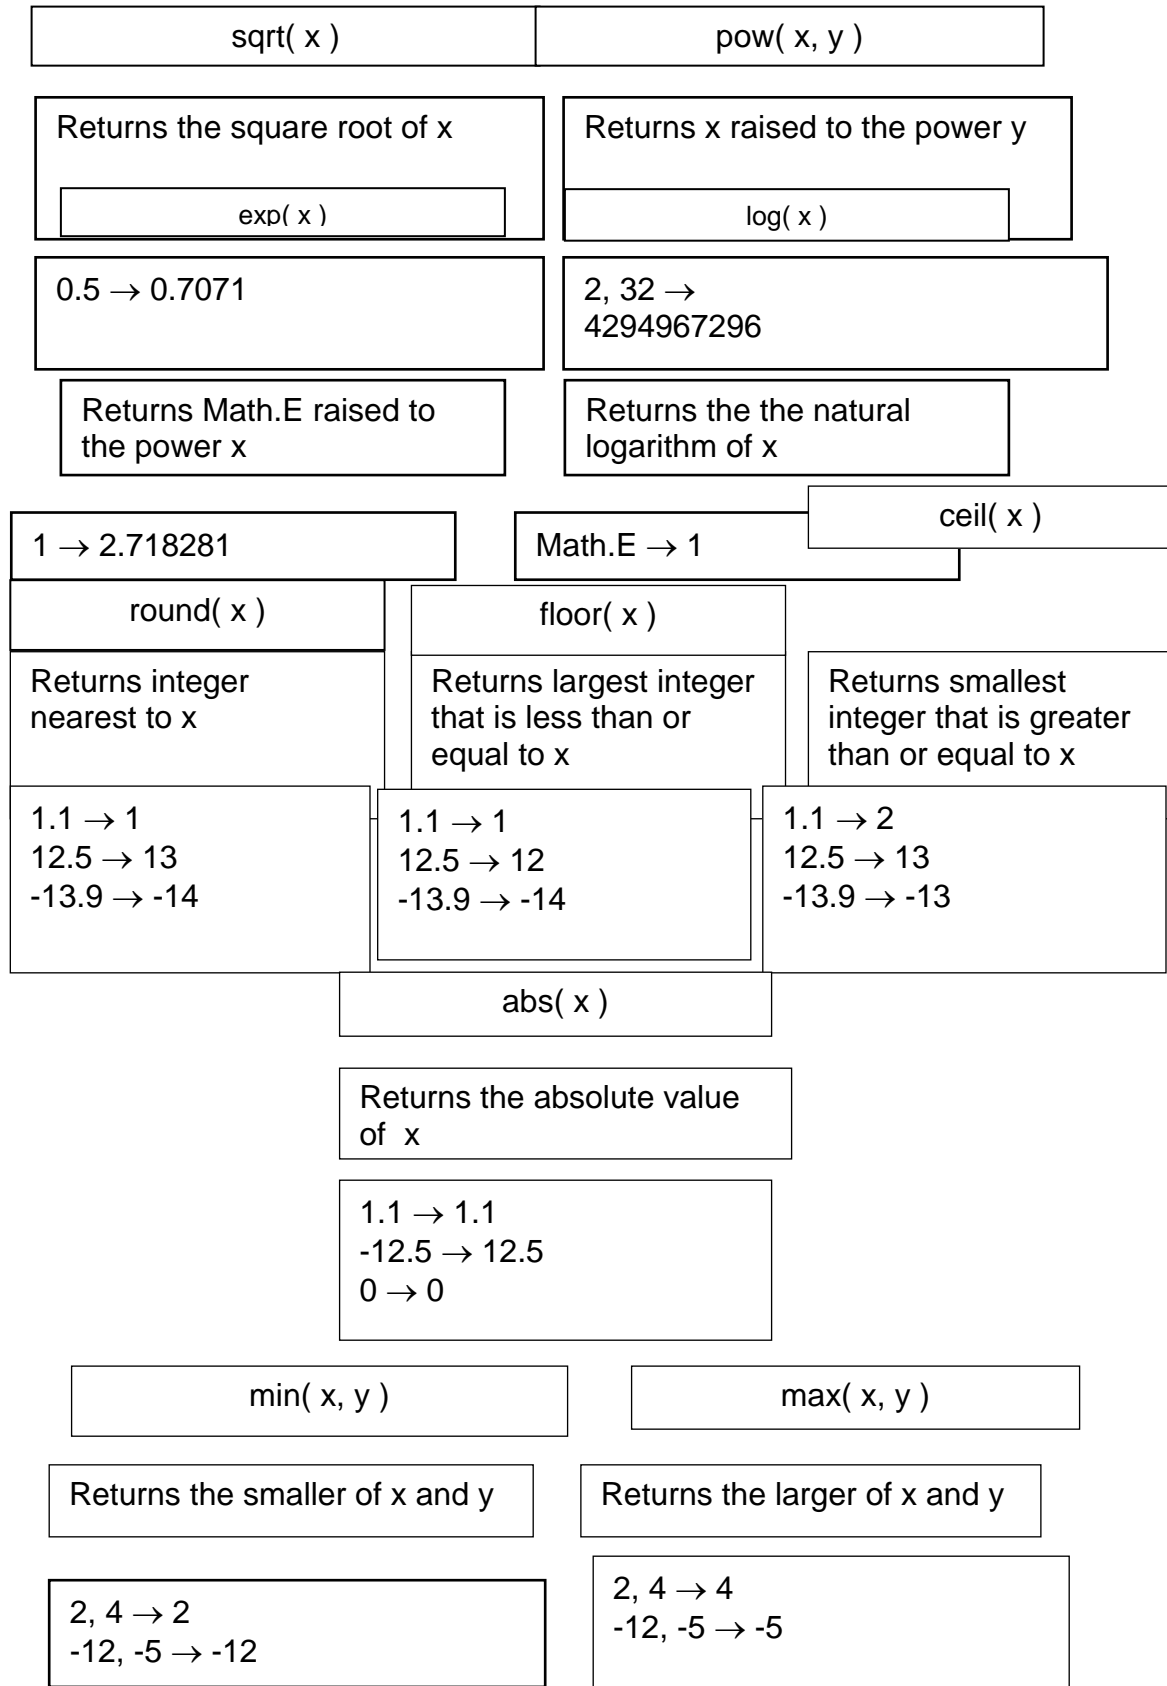 sqrt( x )
pow( x, y )
Returns the square root of x
Returns x raised to the power y
exp( x )
log( x )
0.5 → 0.7071
2, 32 →
4294967296
Returns Math.E raised to
the power x
Returns the the natural
logarithm of x
ceil( x )
1 → 2.718281
Math.E → 1
round( x )
floor( x )
Returns integer
nearest to x
Returns largest integer
that is less than or
equal to x
Returns smallest
integer that is greater
than or equal to x
1.1 → 1
12.5 → 13
-13.9 → -14
1.1 → 1
12.5 → 12
-13.9 → -14
1.1 → 2
12.5 → 13
-13.9 → -13
abs( x )
Returns the absolute value
of  x
1.1 → 1.1
-12.5 → 12.5
0 → 0
min( x, y )
max( x, y )
Returns the smaller of x and y
Returns the larger of x and y
2, 4 → 2
-12, -5 → -12
2, 4 → 4
-12, -5 → -5